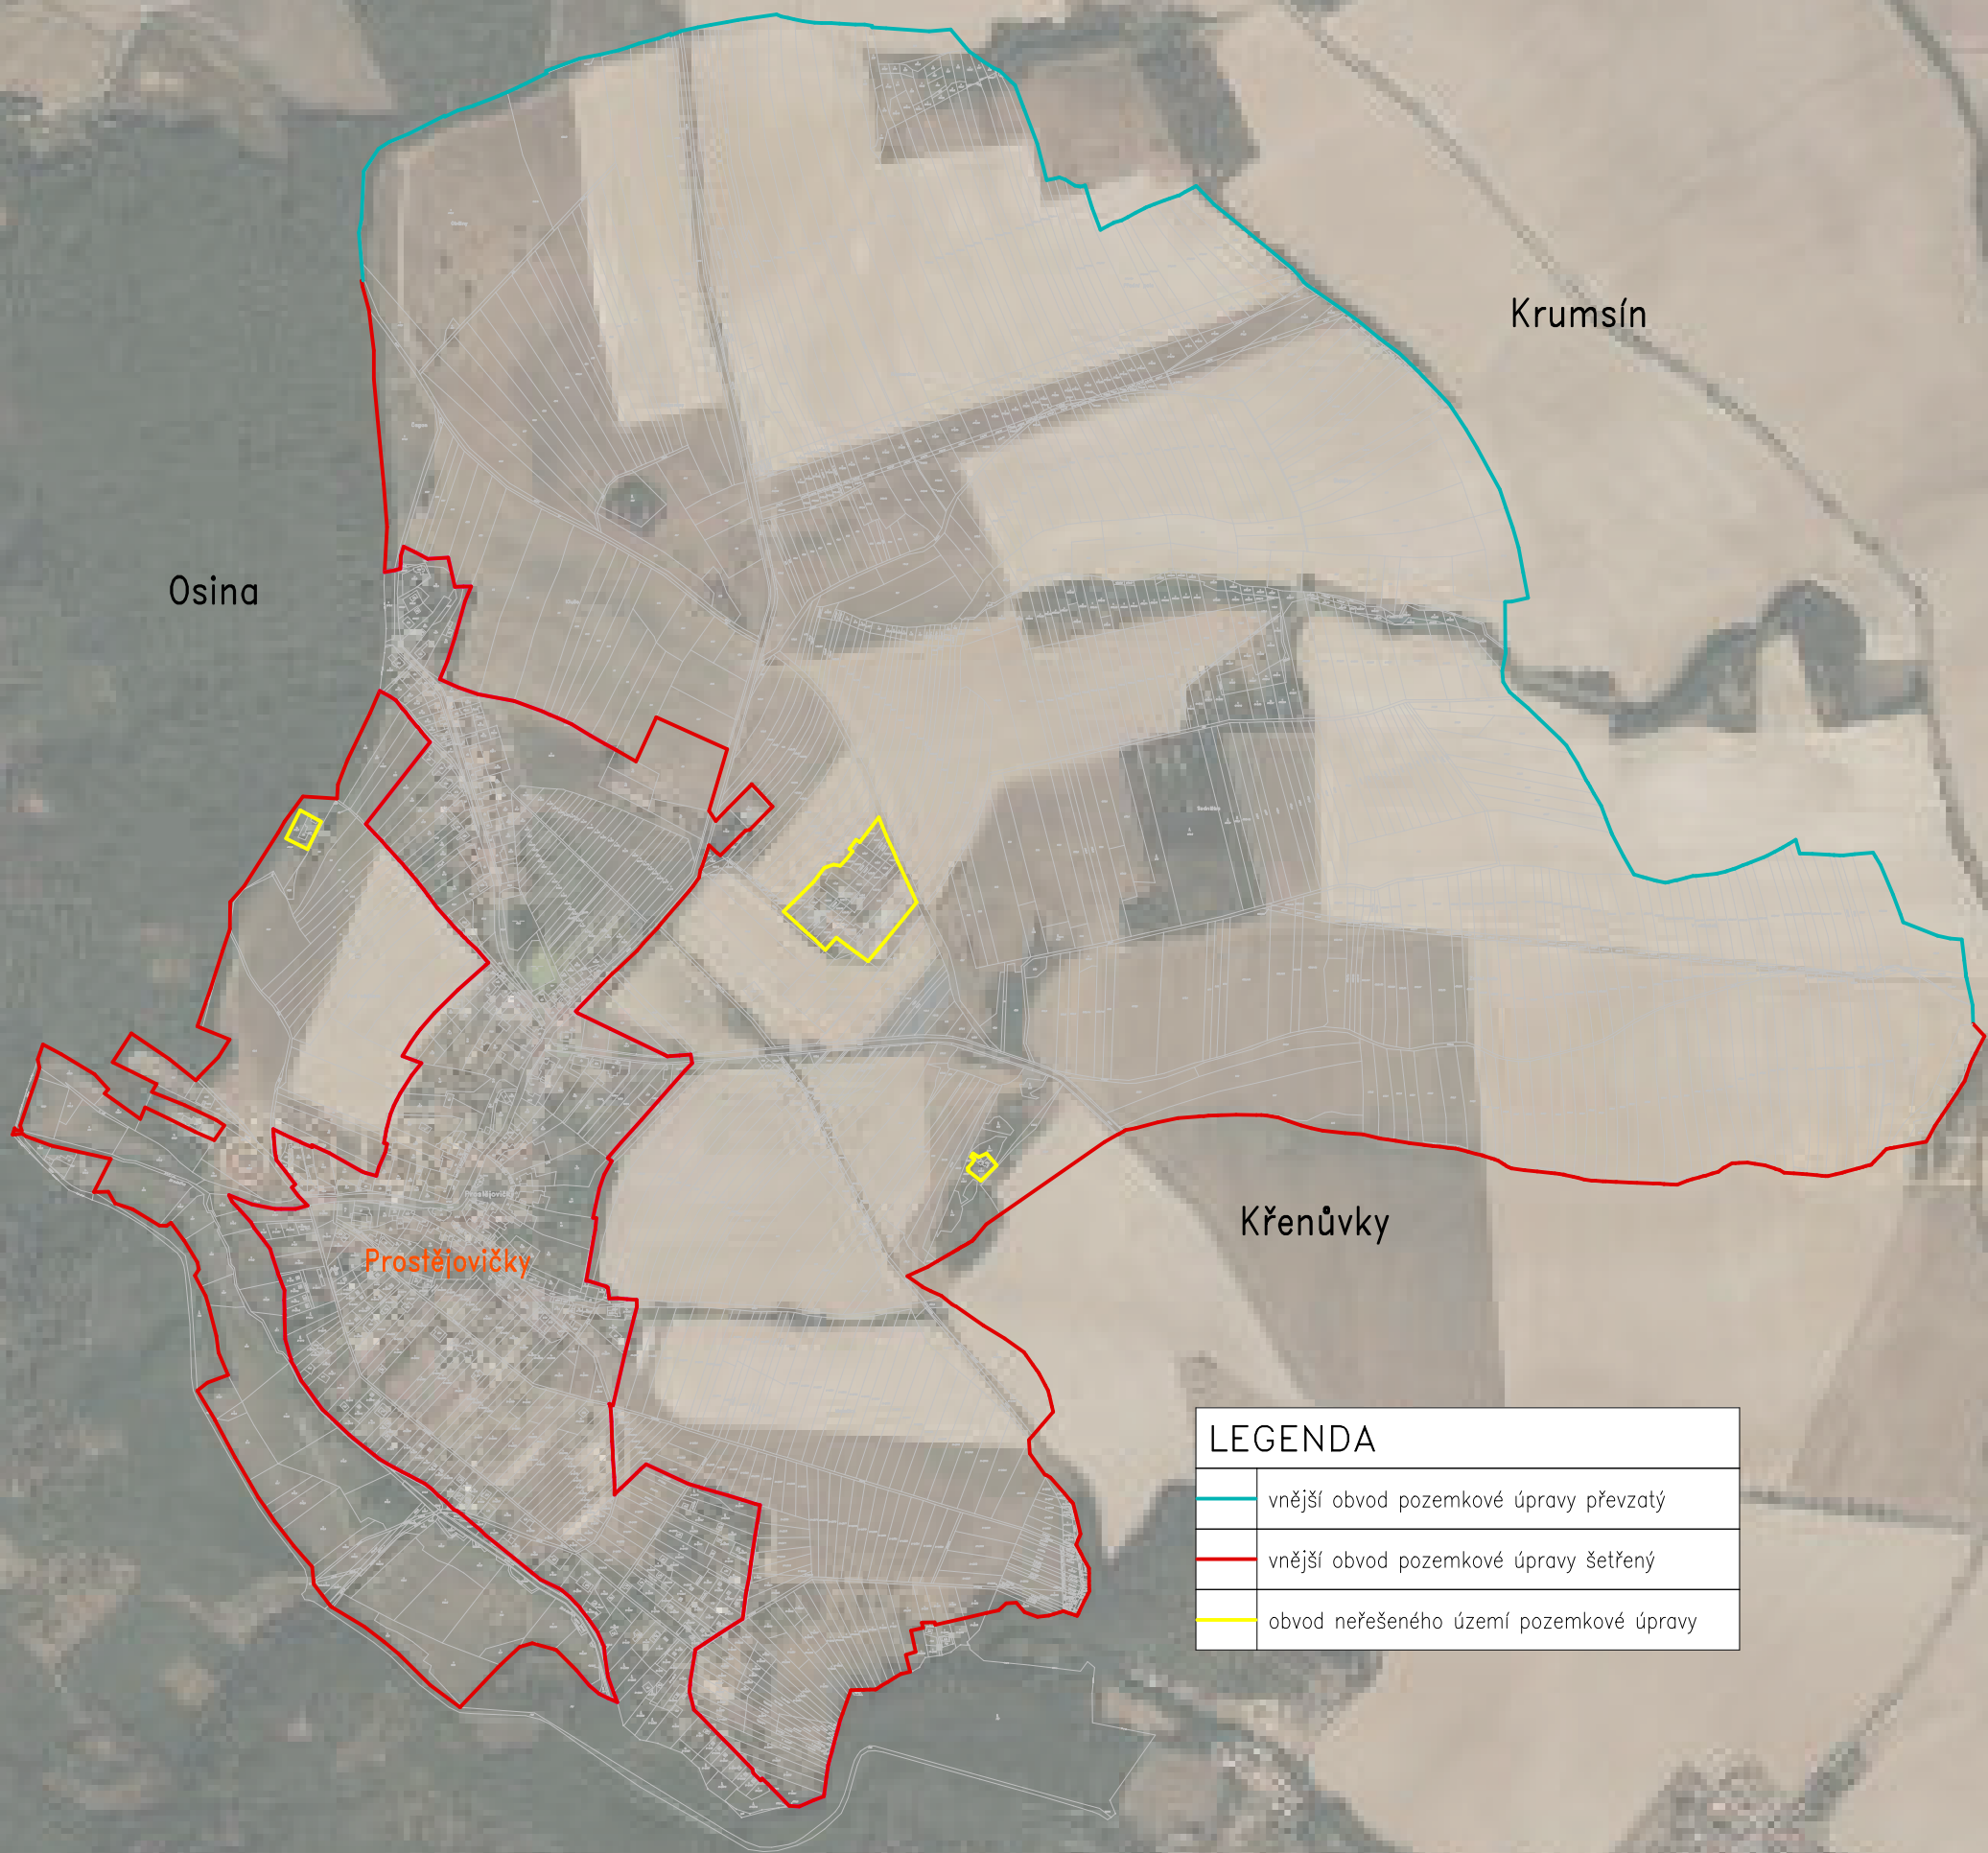 Krumsín
Osina
Křenůvky
Prostějovičky
Prostějovičky
LEGENDA
vnější obvod pozemkové úpravy převzatý
vnější obvod pozemkové úpravy šetřený
obvod neřešeného území pozemkové úpravy